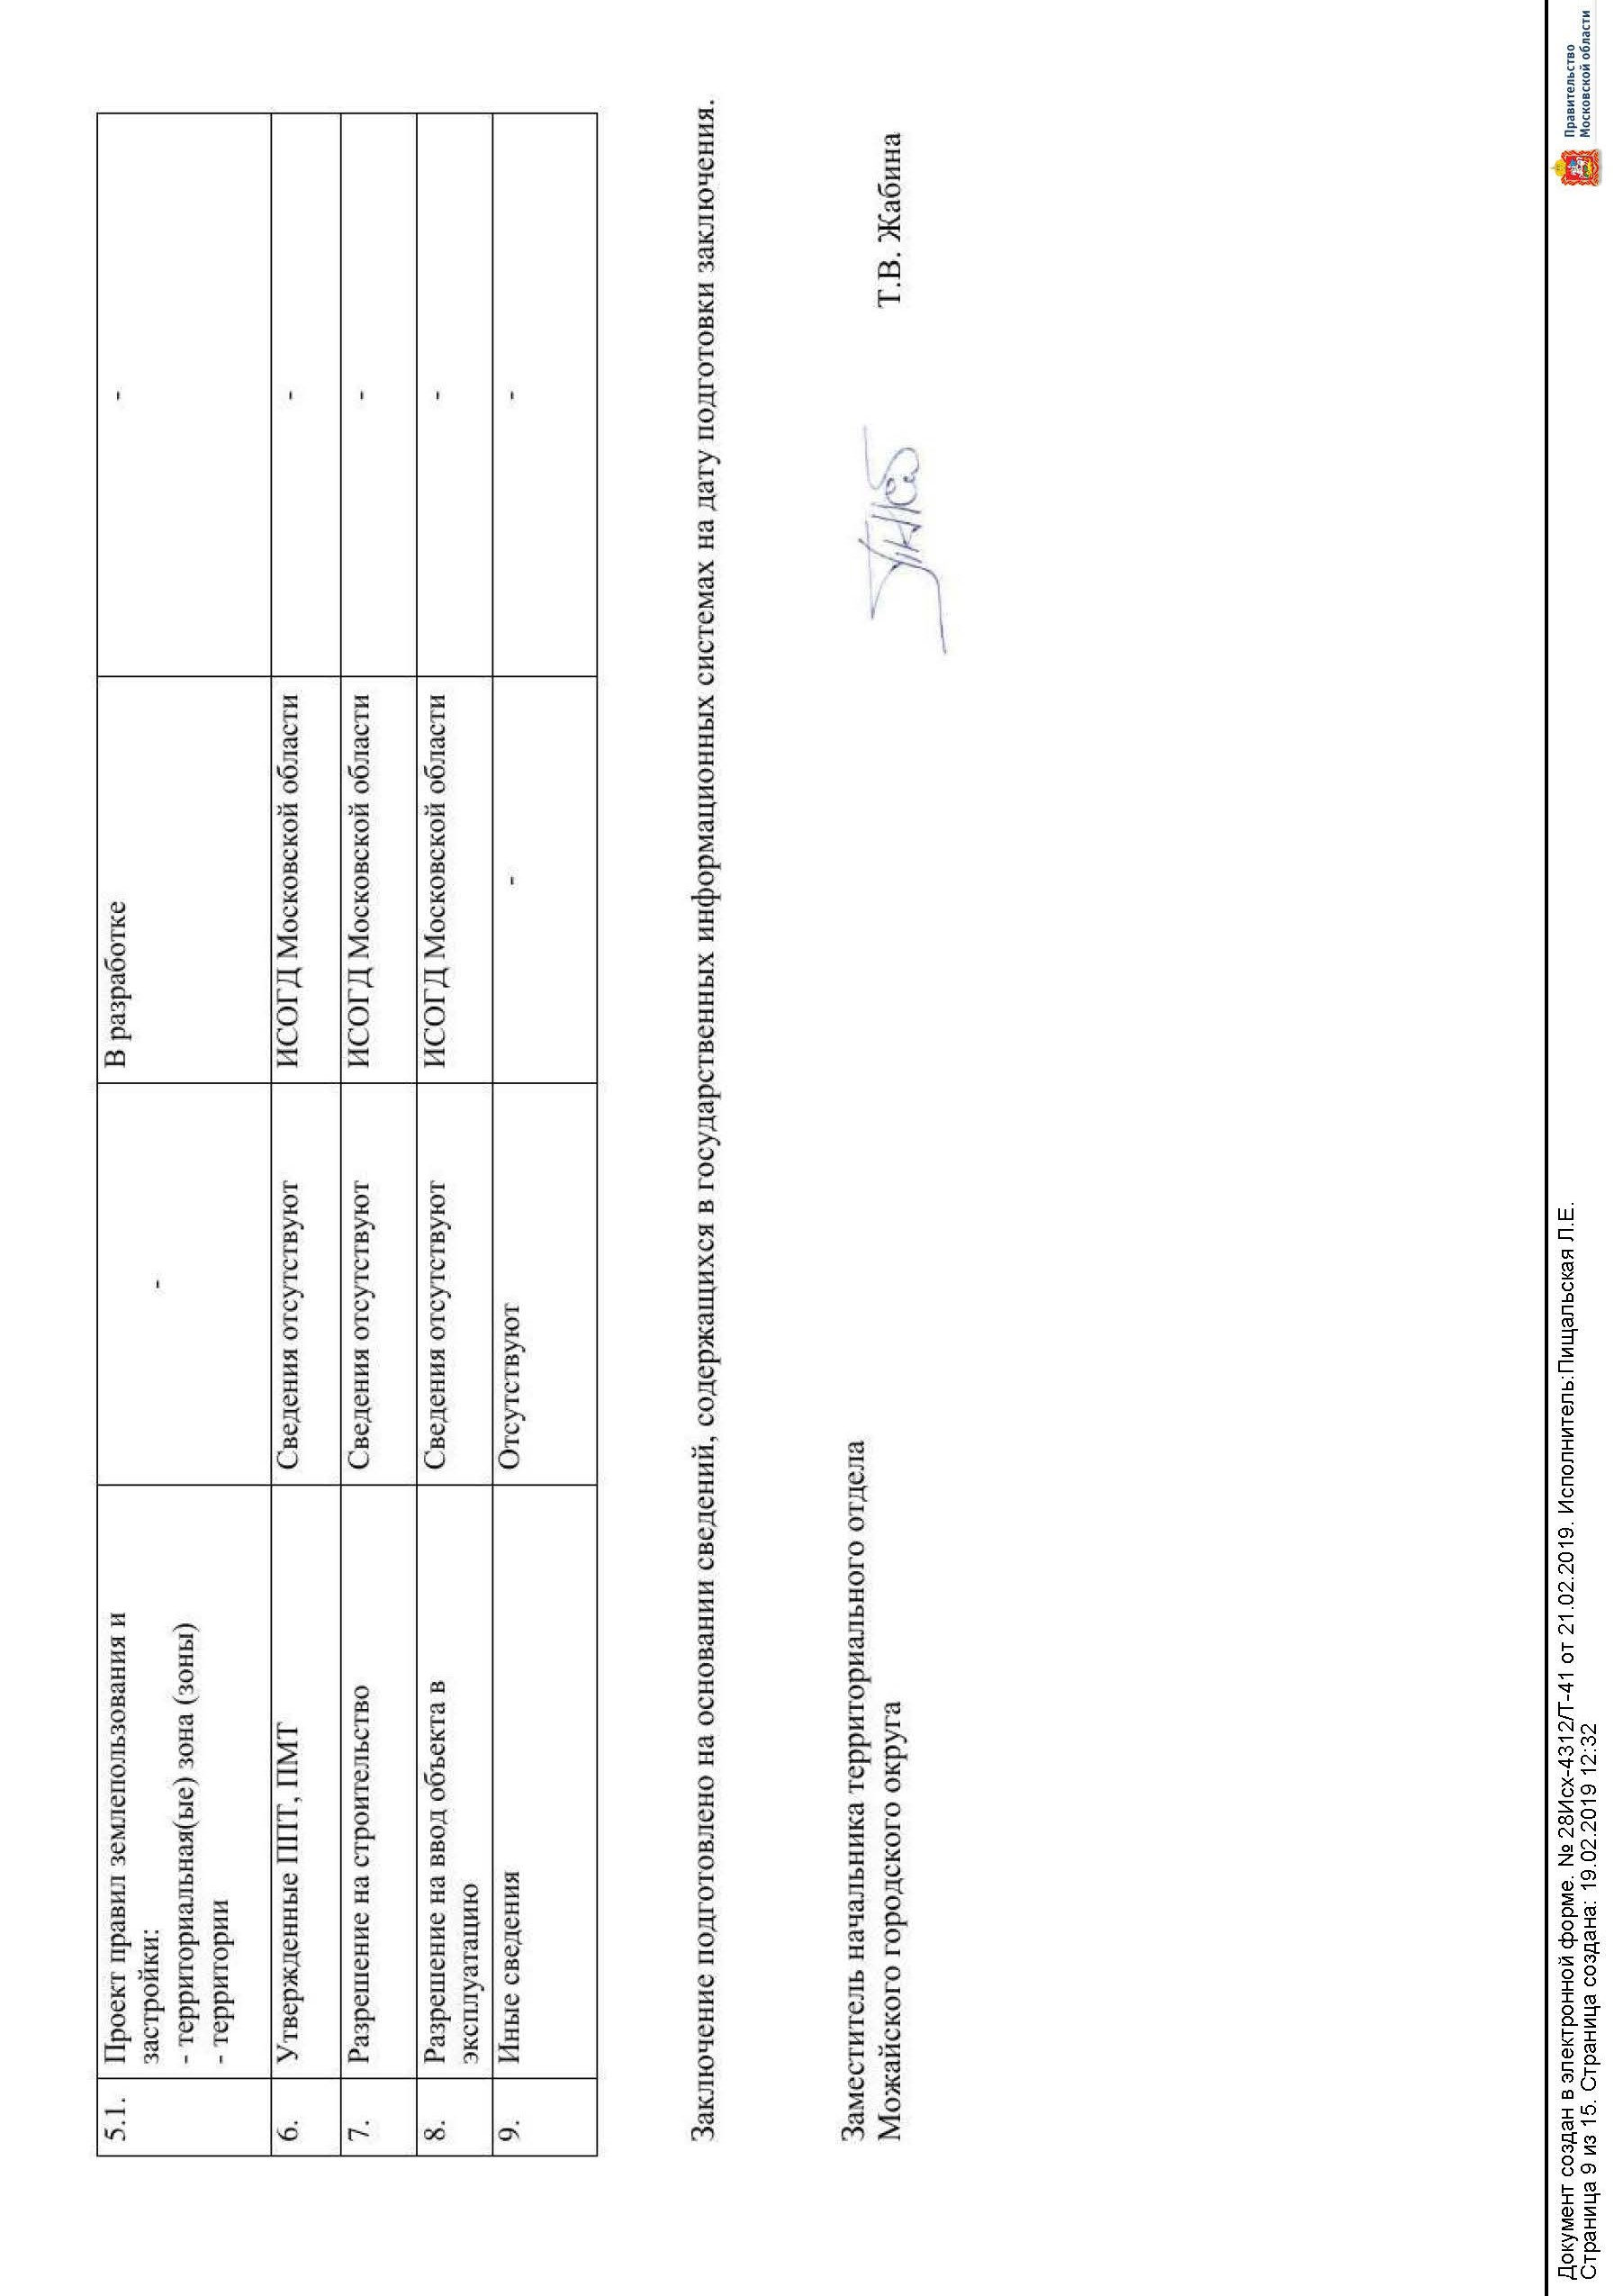 5.1. Проект правил землепользования и - В разработке -
застройки:
- территориальная(ые) зона (зоны)
- территории
6. Утвержденные ППТ, ПМТ Сведения отсутствуют ИСОГД Московской области -
7. Разрешение на строительство Сведения отсутствуют ИСОГД Московской области -
8. Разрешение на ввод объекта в Сведения отсутствуют ИСОГД Московской области -
эксплуатацию
9. Иные сведения Отсутствуют - -
Заключение подготовлено на основании сведений, содержащихся в государственных информационных системах на дату подготовки заключения.
Заместитель начальника территориального отдела
Можайского городского округа Т.В. Жабина
Документ создан в электронной форме. № 28Исх-4312/Т-41 от 21.02.2019. Исполнитель:Пищальская Л.Е.
Страница 9 из 15. Страница создана: 19.02.2019 12:32
Правительство
Московской области